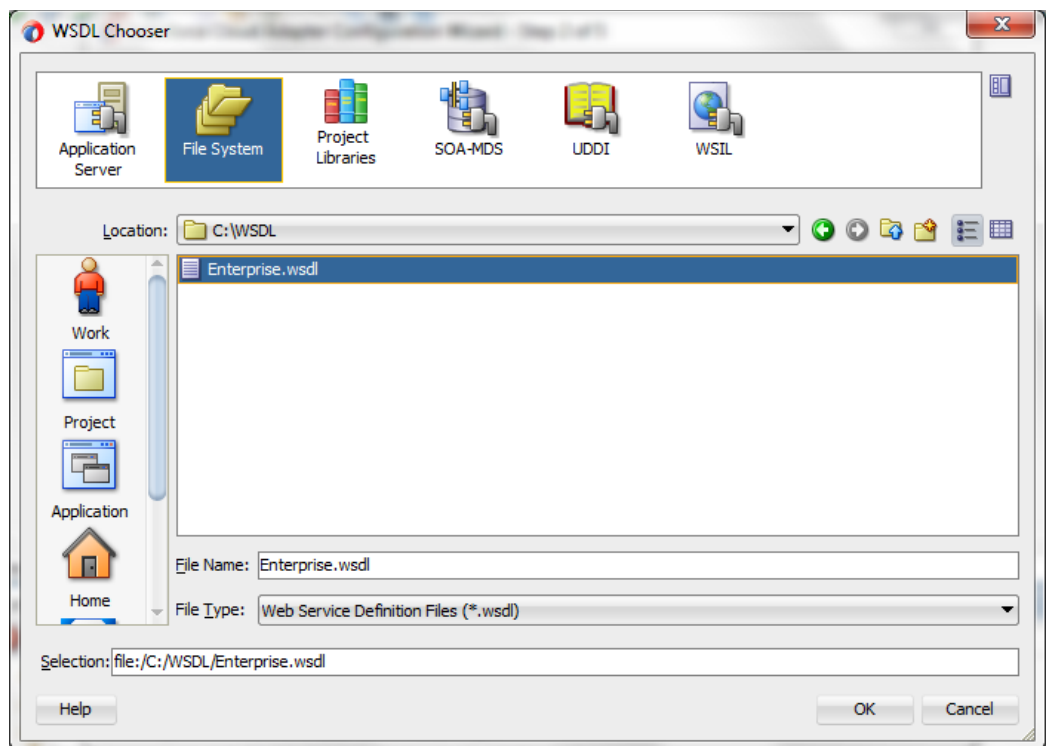 WSDL Chooser
Application
Server
File System
Project
Libraries
SOA-MDS
UDDI
WSIL
Location: C:\WSDL
Enterprise.wsdl
Work
Project
Application
Home
File Name: Enterprise.wsdl
File Type: Web Service Definition Files (*.wsdl)
Selection: file:/C:/WSDL/Enterprise.wsdl
Help OK Cancel